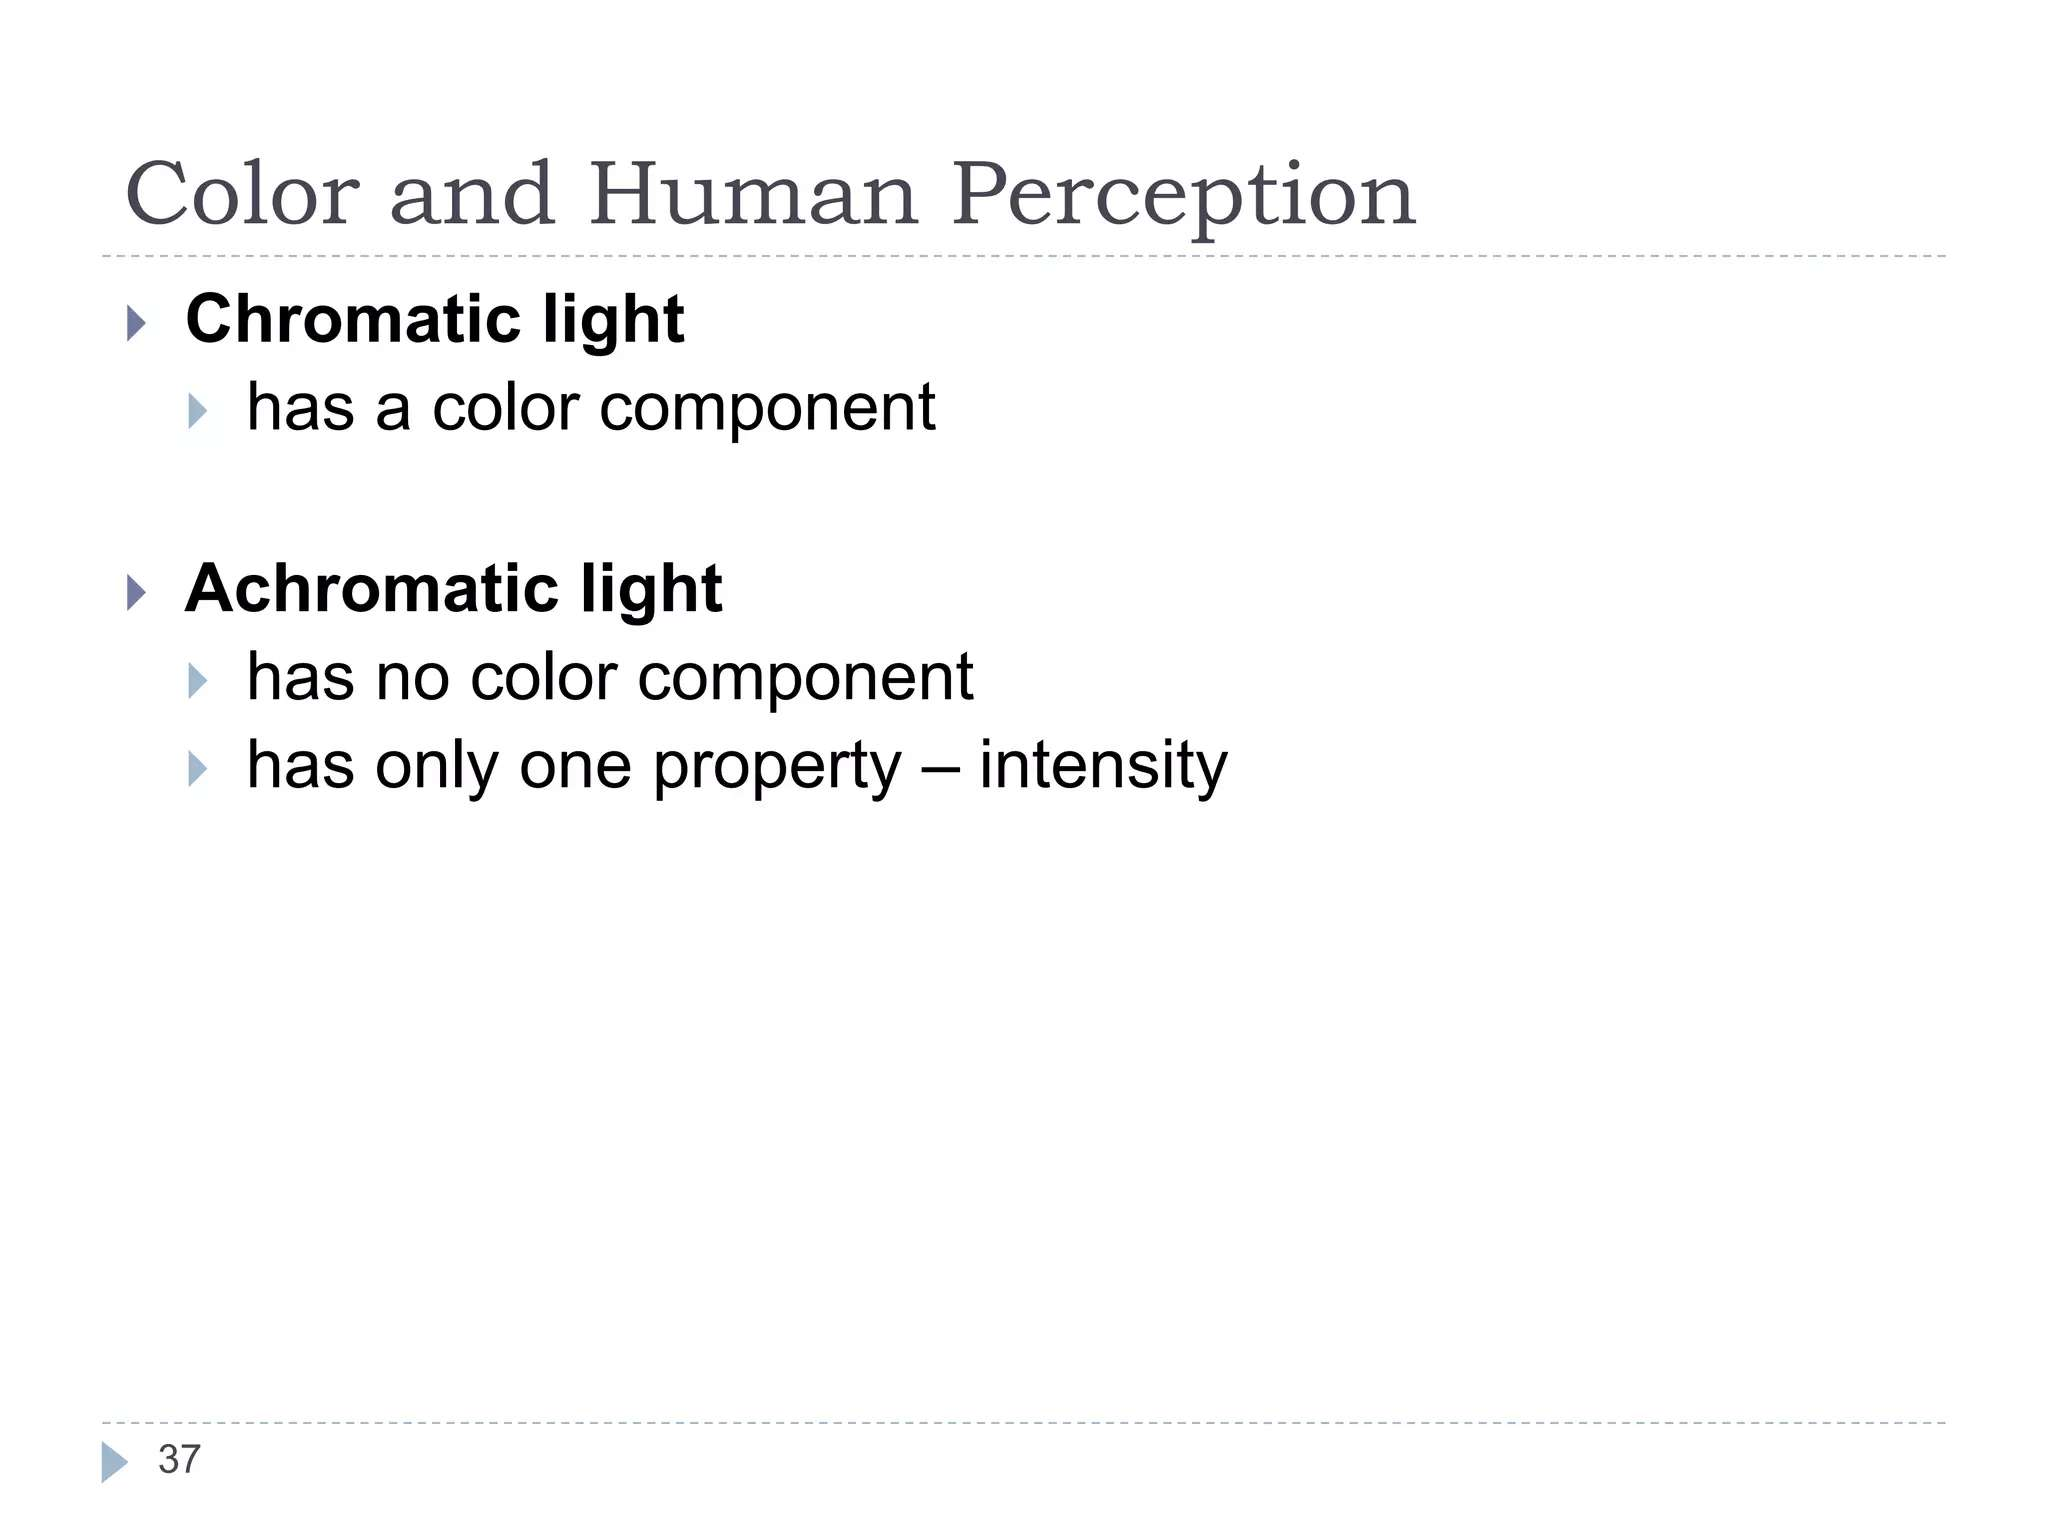 Color and Human Perception
Chromatic light
has a color component
Achromatic light
has no color component
has only one property – intensity
37